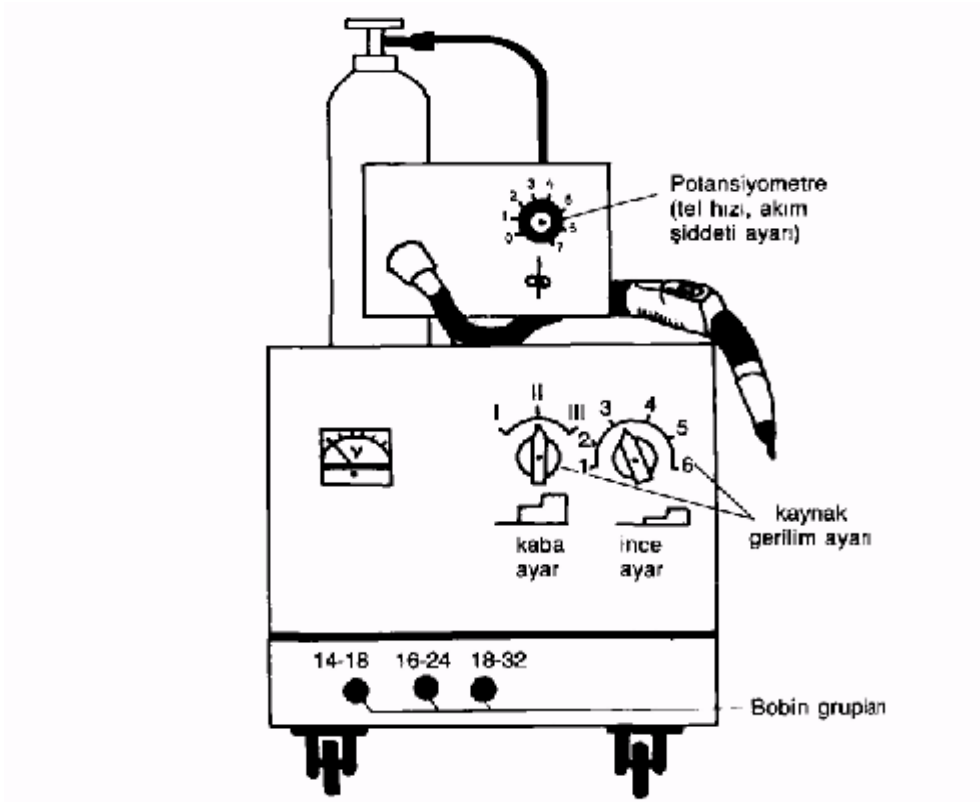 Potansiyometre
(tel hızı, akım
şiddeti ayarı)
0 1 2 3 4 5 6 7
I II III
1 2 3 4 5 6
V
kaba
ayar
ince
ayar
kaynak
gerilim ayarı
14-18 16-24 18-32
Bobin grupları